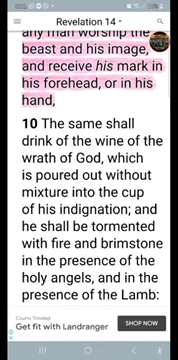 Revelation 14
any man worship the
beast and his image,
and receive his mark in
his forehead, or in his
hand,
10 The same shall
drink of the wine of the
wrath of God, which
is poured out without
mixture into the cup
of his indignation; and
he shall be tormented
with fire and brimstone
in the presence of the
holy angels, and in the
presence of the Lamb:
Courts Trinidad
Get fit with Landranger
SHOP NOW